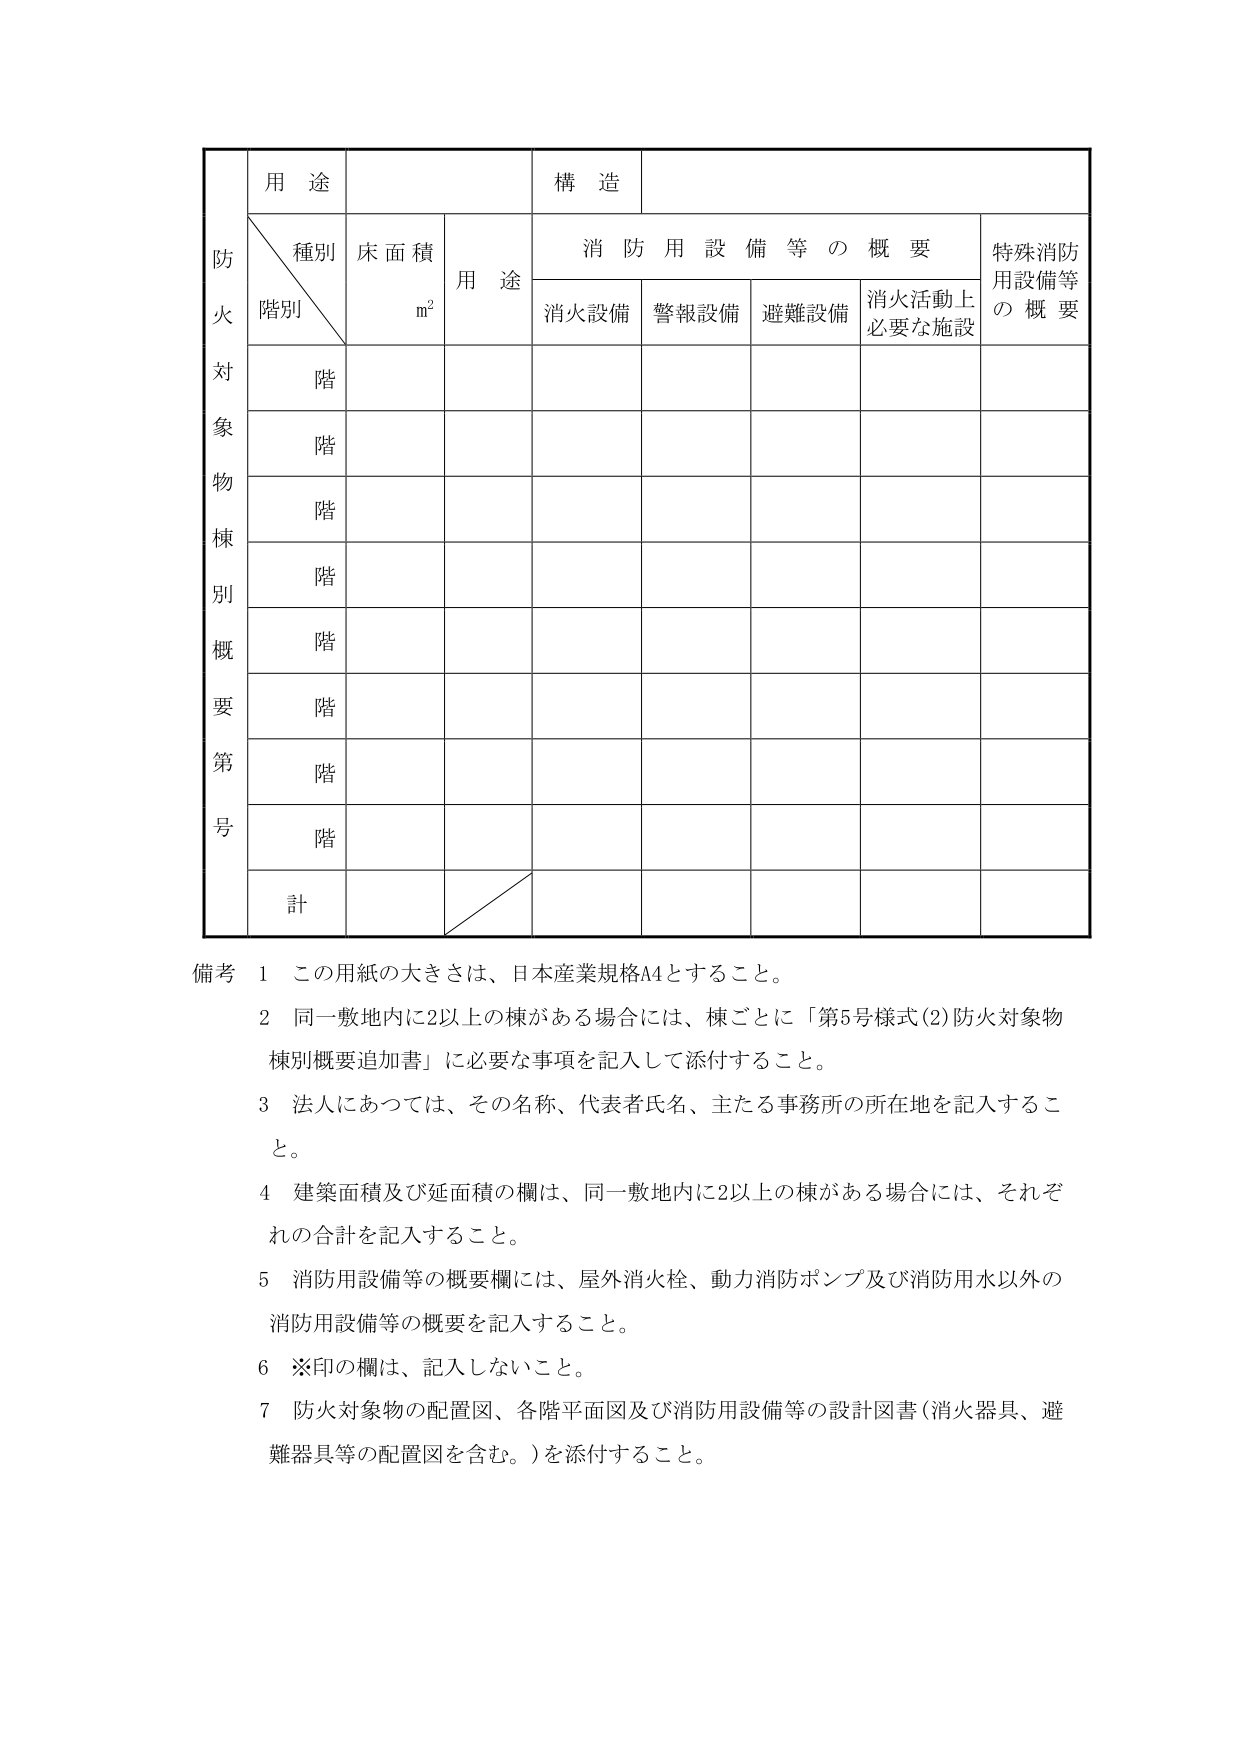 防火対象物棟別概要第号
用　途
構　造
種別
階別
床面積
m²
用　途
消防用設備等の概要
特殊消防
用設備等
の概要
消火設備
警報設備
避難設備
消火活動上
必要な施設
階
階
階
階
階
階
階
階
計
備考　1　この用紙の大きさは、日本産業規格A4とすること。
2　同一敷地内に2以上の棟がある場合には、棟ごとに「第5号様式(2)防火対象物
棟別概要追加書」に必要な事項を記入して添付すること。
3　法人にあつては、その名称、代表者氏名、主たる事務所の所在地を記入するこ
と。
4　建築面積及び延面積の欄は、同一敷地内に2以上の棟がある場合には、それぞ
れの合計を記入すること。
5　消防用設備等の概要欄には、屋外消火栓、動力消防ポンプ及び消防用水以外の
消防用設備等の概要を記入すること。
6　※印の欄は、記入しないこと。
7　防火対象物の配置図、各階平面図及び消防用設備等の設計図書(消火器具、避
難器具等の配置図を含む。)を添付すること。